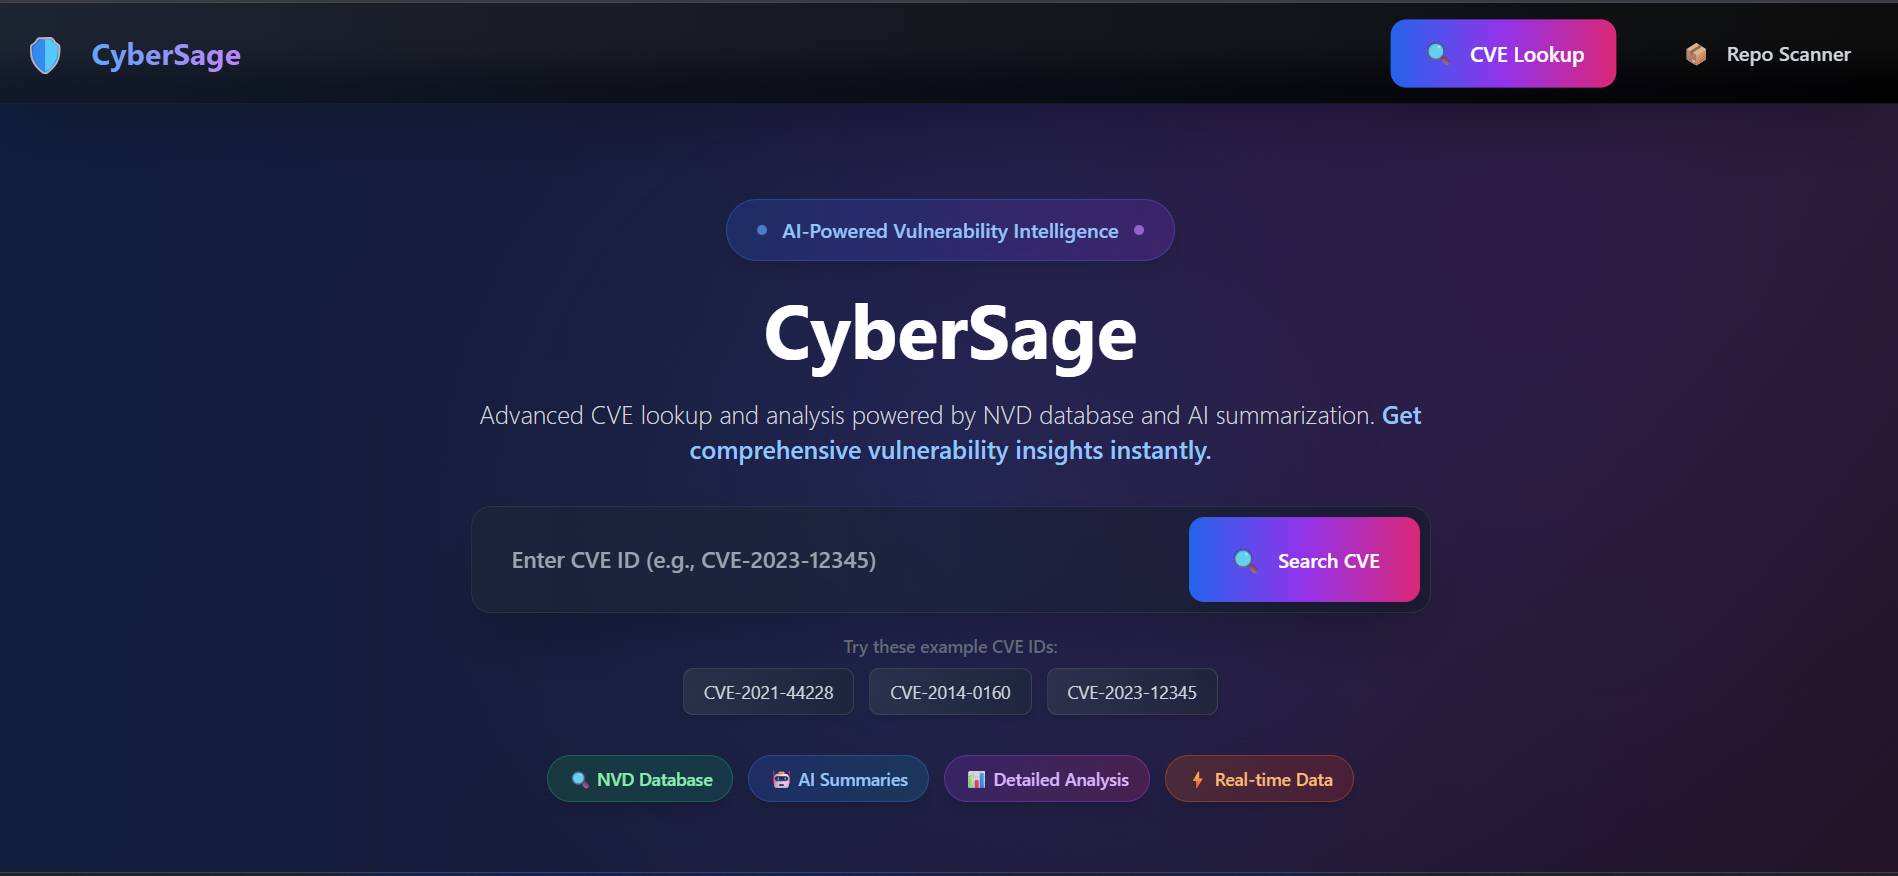 CyberSage
CVE Lookup
Repo Scanner
AI-Powered Vulnerability Intelligence
CyberSage
Advanced CVE lookup and analysis powered by NVD database and AI summarization. Get
comprehensive vulnerability insights instantly.
Enter CVE ID (e.g., CVE-2023-12345)
Search CVE
Try these example CVE IDs:
CVE-2021-44228
CVE-2014-0160
CVE-2023-12345
NVD Database
AI Summaries
Detailed Analysis
Real-time Data